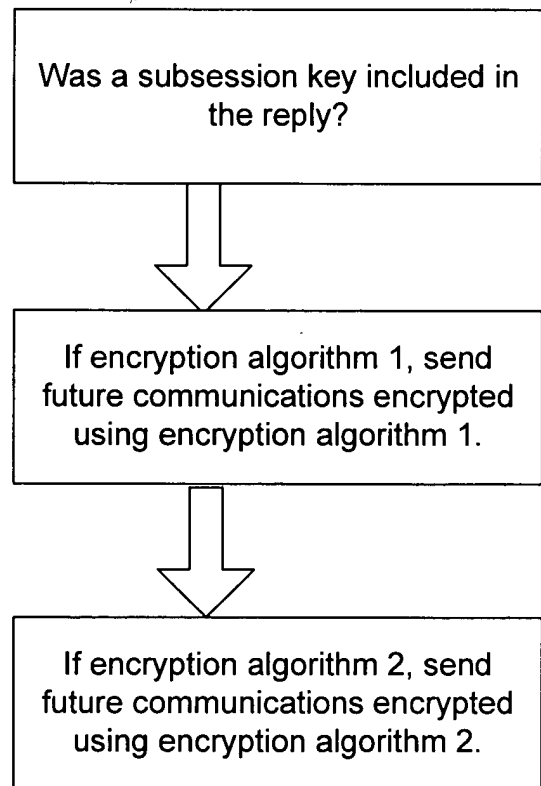 Was a subsession key included in
the reply?
If encryption algorithm 1, send
future communications encrypted
using encryption algorithm 1.
If encryption algorithm 2, send
future communications encrypted
using encryption algorithm 2.